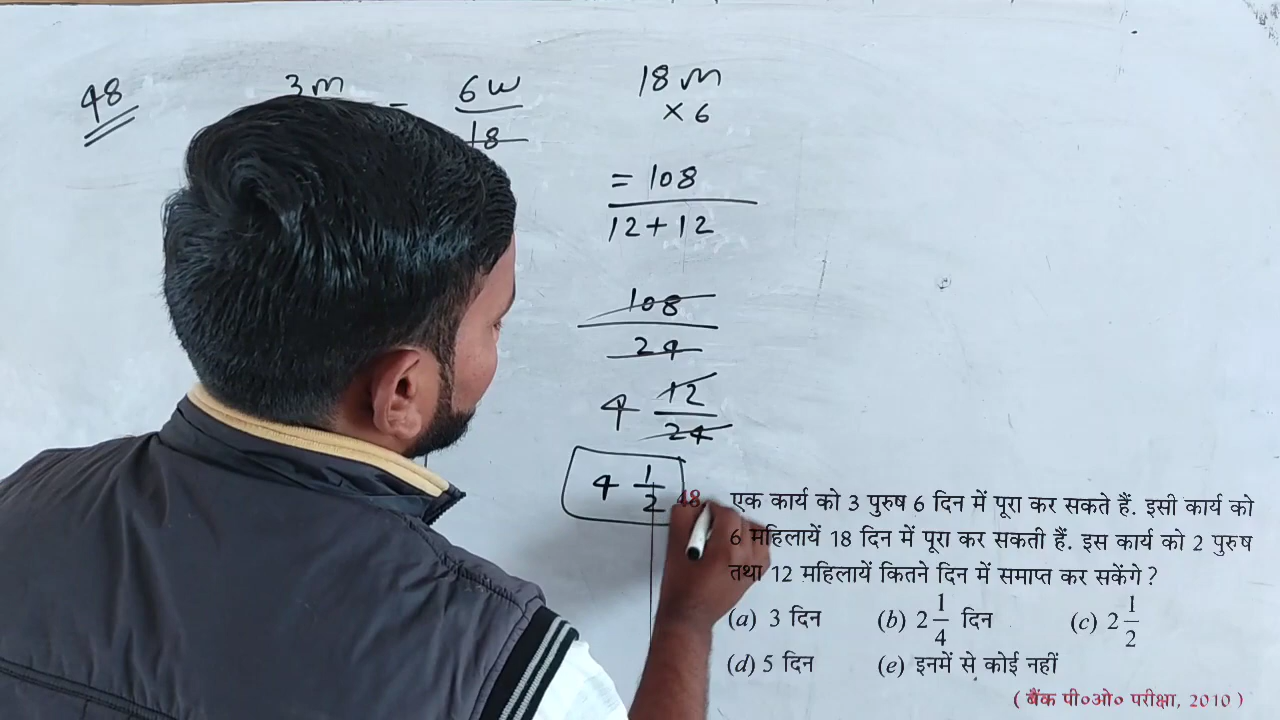 48
3m = 6w
18
18m
× 6
= 108
12 + 12
108
24
4 12/24
4 1/2
48 एक कार्य को 3 पुरुष 6 दिन में पूरा कर सकते हैं. इसी कार्य को
6 महिलायें 18 दिन में पूरा कर सकती हैं. इस कार्य को 2 पुरुष
तथा 12 महिलायें कितने दिन में समाप्त कर सकेंगे ?
(a) 3 दिन (b) 2 1/4 दिन (c) 2 1/2
(d) 5 दिन (e) इनमें से कोई नहीं
( बैंक पी०ओ० परीक्षा, 2010 )